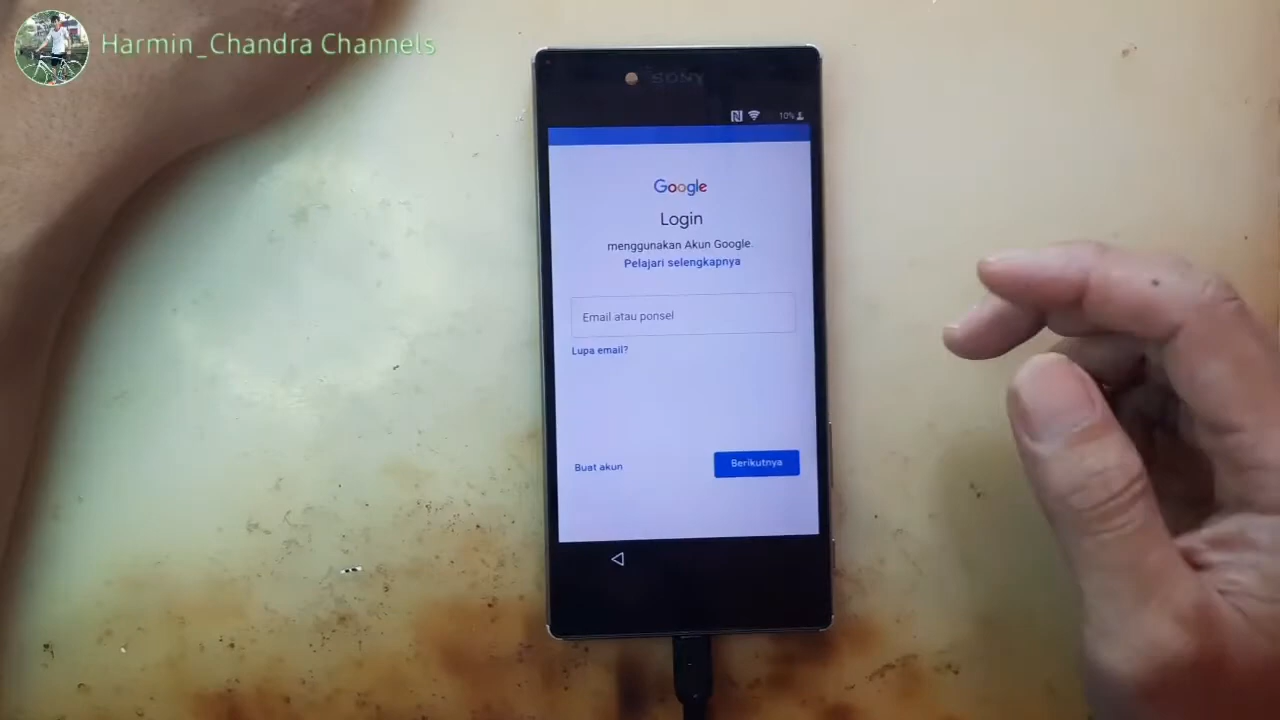 Harmin_Chandra Channels
SONY
10%
Google
Login
menggunakan Akun Google.
Pelajari selengkapnya
Email atau ponsel
Lupa email?
Buat akun
Berikutnya